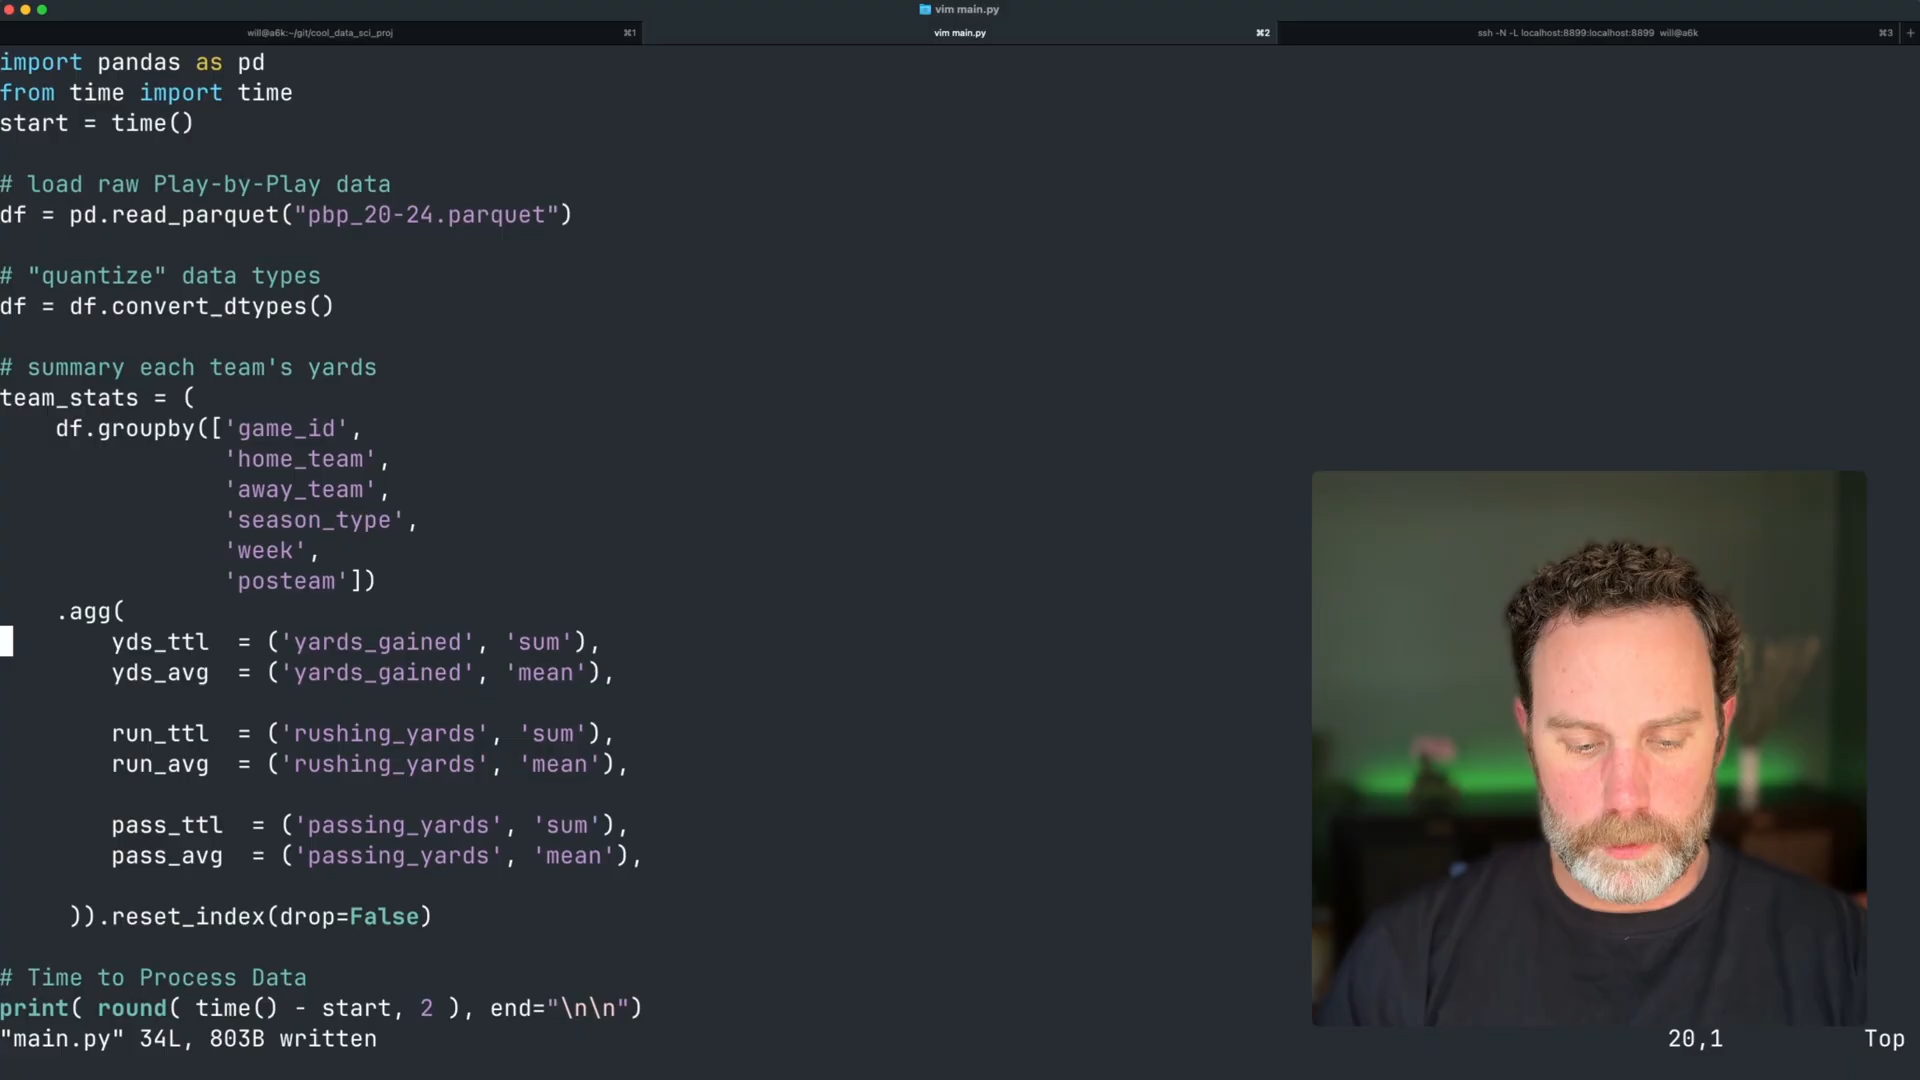 vim main.py
will@a6k:~/git/cool_data_sci_proj ⌘1 vim main.py ⌘2 ssh -N -L localhost:8899:localhost:8899 will@a6k ⌘3 +
import pandas as pd
from time import time
start = time()
# load raw Play-by-Play data
df = pd.read_parquet("pbp_20-24.parquet")
# "quantize" data types
df = df.convert_dtypes()
# summary each team's yards
team_stats = (
df.groupby(['game_id',
'home_team',
'away_team',
'season_type',
'week',
'posteam'])
.agg(
yds_ttl = ('yards_gained', 'sum'),
yds_avg = ('yards_gained', 'mean'),
run_ttl = ('rushing_yards', 'sum'),
run_avg = ('rushing_yards', 'mean'),
pass_ttl = ('passing_yards', 'sum'),
pass_avg = ('passing_yards', 'mean'),
)).reset_index(drop=False)
# Time to Process Data
print( round( time() - start, 2 ), end="\n\n")
"main.py" 34L, 803B written 20,1 Top